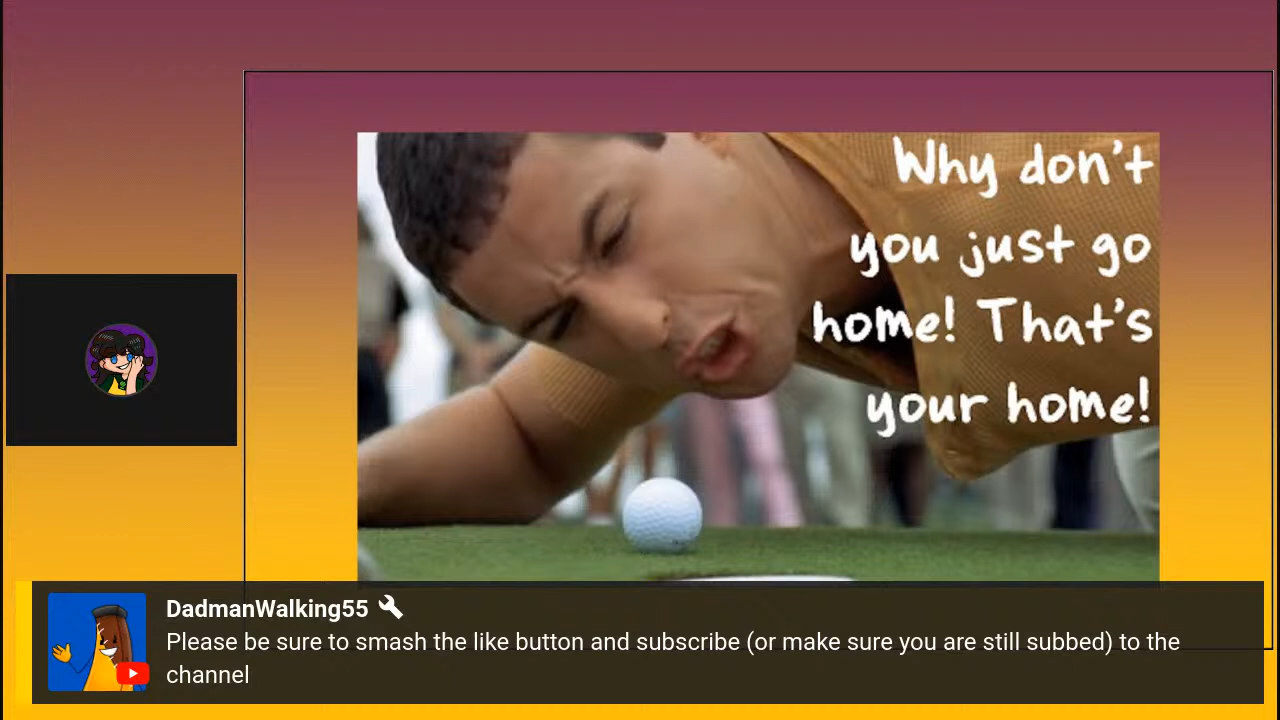 Why don't
you just go
home! That's
your home!
DadmanWalking55
Please be sure to smash the like button and subscribe (or make sure you are still subbed) to the
channel